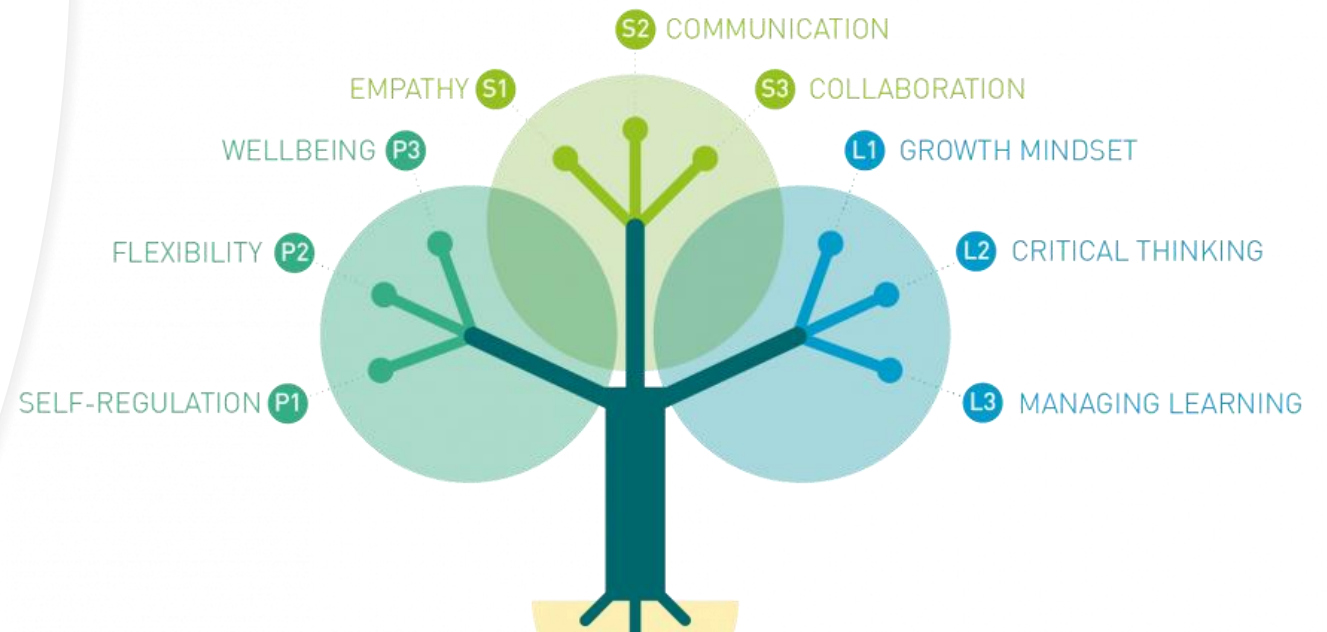 S2 COMMUNICATION
EMPATHY S1
S3 COLLABORATION
WELLBEING P3
L1 GROWTH MINDSET
FLEXIBILITY P2
L2 CRITICAL THINKING
SELF-REGULATION P1
L3 MANAGING LEARNING